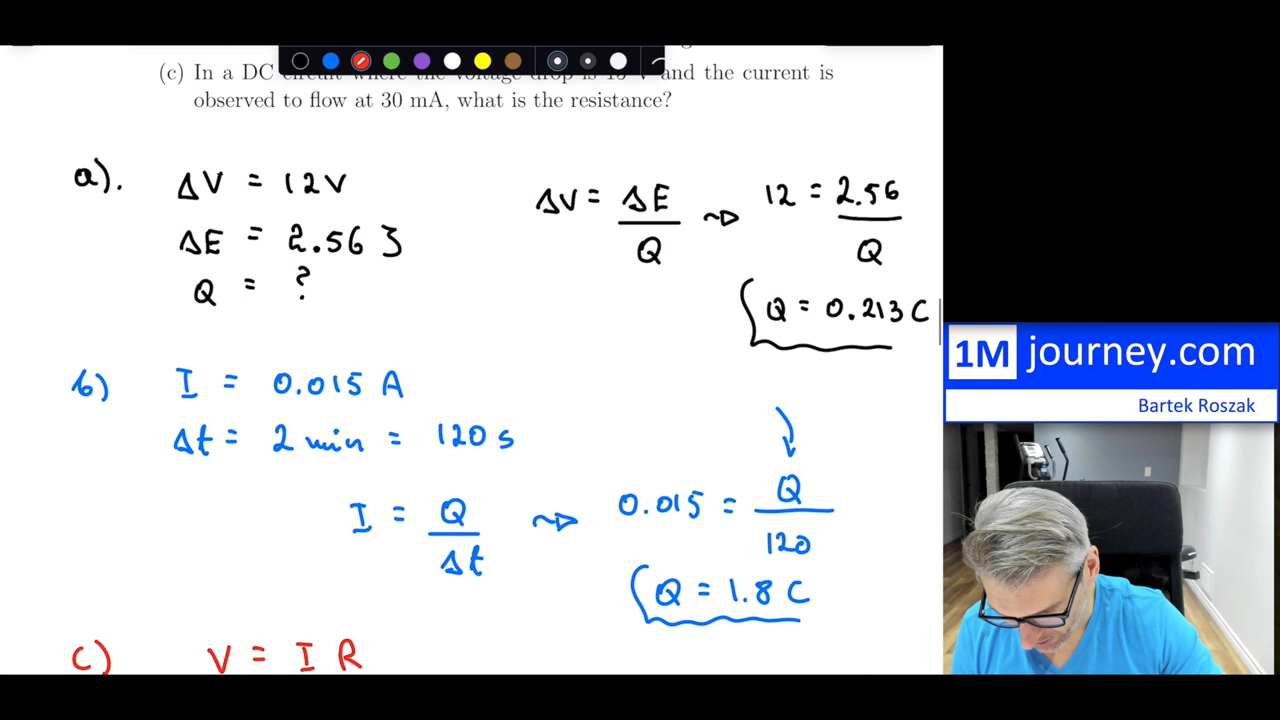 (c) In a DC circuit where the voltage drop is 15 V and the current is
observed to flow at 30 mA, what is the resistance?
a). ΔV = 12V
ΔE = 2.56 J
Q = ?
ΔV = ΔE / Q ⇝ 12 = 2.56 / Q
Q = 0.213 C
b) I = 0.015 A
Δt = 2 min = 120 s
I = Q / Δt ⇝ 0.015 = Q / 120
Q = 1.8 C
c) V = I R
1M journey.com
Bartek Roszak